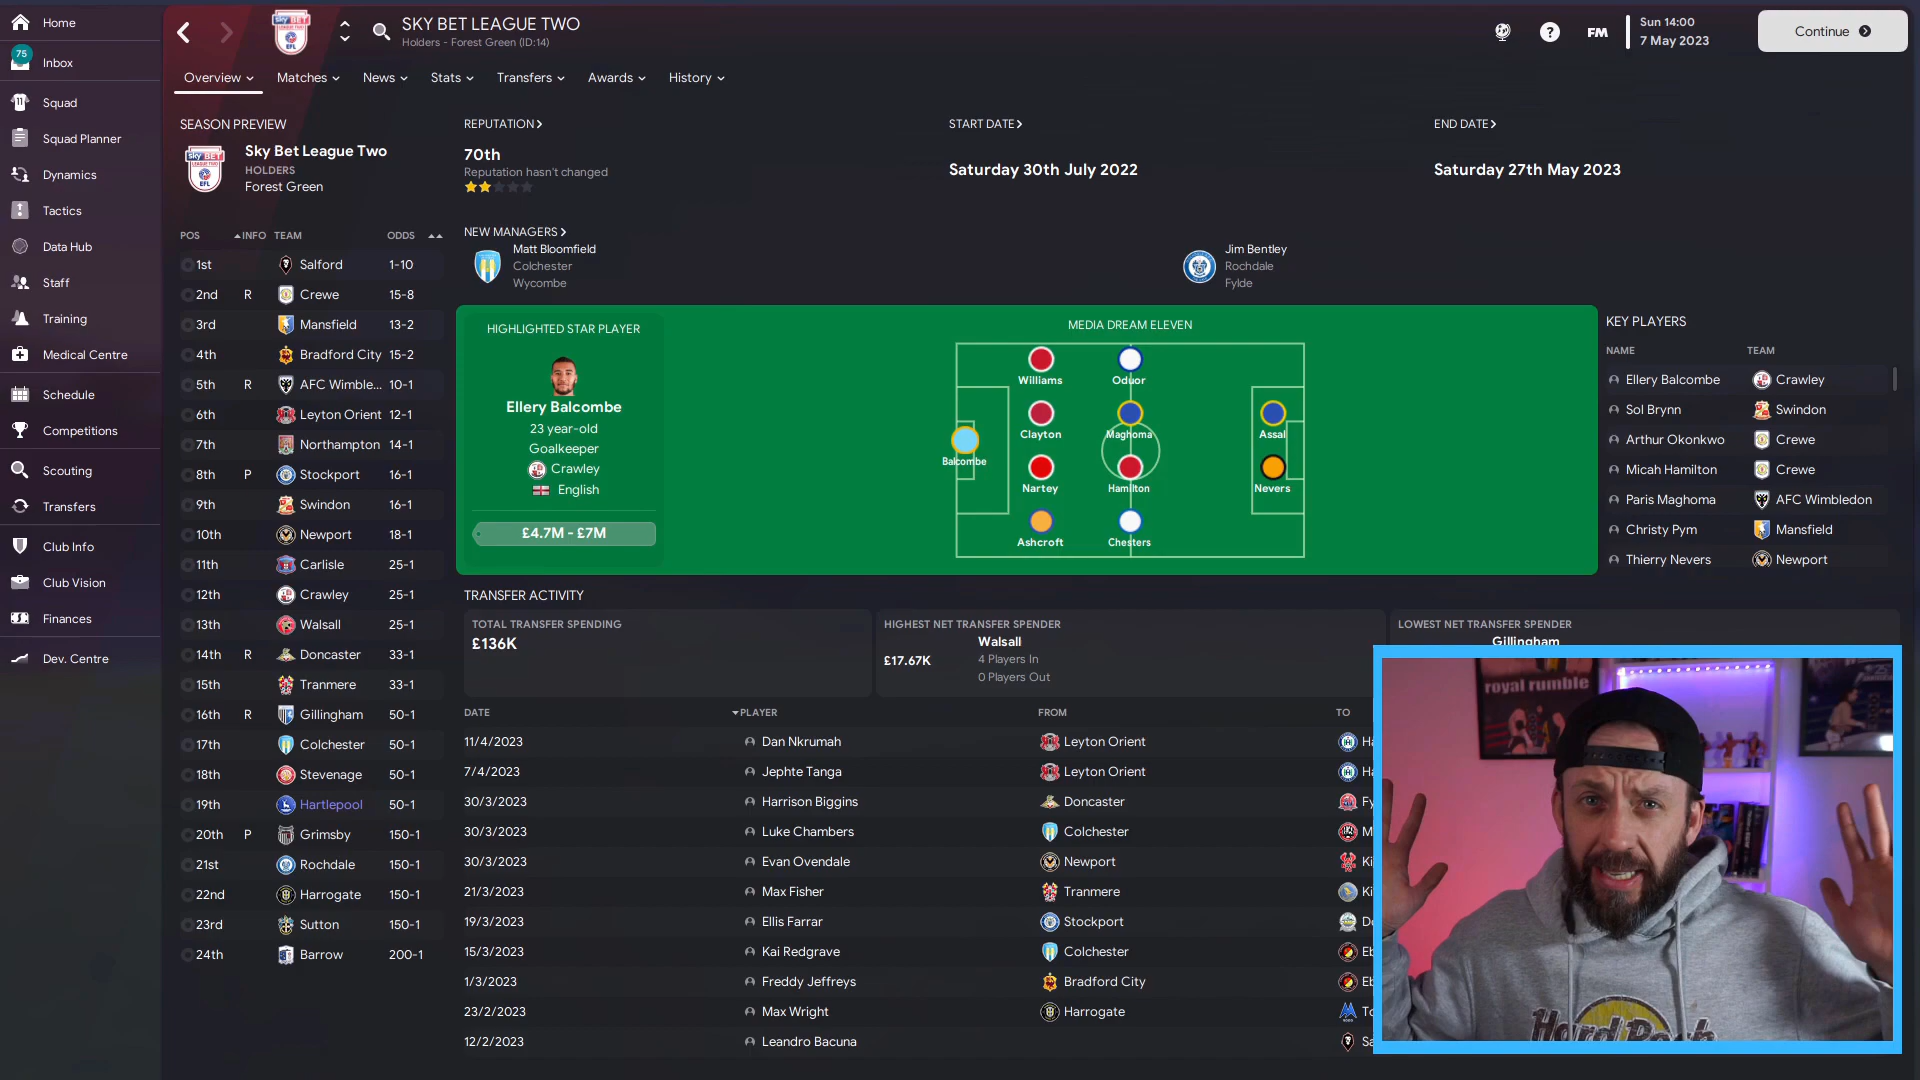 Home
75
Inbox
Squad
Squad Planner
Dynamics
Tactics
Data Hub
Staff
Training
Medical Centre
Schedule
Competitions
Scouting
Transfers
Club Info
Club Vision
Finances
Dev. Centre
SKY BET LEAGUE TWO
Holders - Forest Green (ID:14)
FM
Sun 14:00
7 May 2023
Continue
Overview
Matches
News
Stats
Transfers
Awards
History
SEASON PREVIEW
Sky Bet League Two
HOLDERS
Forest Green
REPUTATION
70th
Reputation hasn't changed
START DATE
Saturday 30th July 2022
END DATE
Saturday 27th May 2023
POS INFO TEAM ODDS
1st Salford 1-10
2nd R Crewe 15-8
3rd Mansfield 13-2
4th Bradford City 15-2
5th R AFC Wimble... 10-1
6th Leyton Orient 12-1
7th Northampton 14-1
8th P Stockport 16-1
9th Swindon 16-1
10th Newport 18-1
11th Carlisle 25-1
12th Crawley 25-1
13th Walsall 25-1
14th R Doncaster 33-1
15th Tranmere 33-1
16th R Gillingham 50-1
17th Colchester 50-1
18th Stevenage 50-1
19th Hartlepool 50-1
20th P Grimsby 150-1
21st Rochdale 150-1
22nd Harrogate 150-1
23rd Sutton 150-1
24th Barrow 200-1
NEW MANAGERS
Matt Bloomfield
Colchester
Wycombe
Jim Bentley
Rochdale
Fylde
HIGHLIGHTED STAR PLAYER
Ellery Balcombe
23 year-old
Goalkeeper
Crawley
English
£4.7M - £7M
MEDIA DREAM ELEVEN
Williams
Oduor
Clayton
Maghoma
Assal
Balcombe
Nartey
Hamilton
Nevers
Ashcroft
Chesters
KEY PLAYERS
NAME TEAM
Ellery Balcombe Crawley
Sol Brynn Swindon
Arthur Okonkwo Crewe
Micah Hamilton Crewe
Paris Maghoma AFC Wimbledon
Christy Pym Mansfield
Thierry Nevers Newport
TRANSFER ACTIVITY
TOTAL TRANSFER SPENDING
£136K
HIGHEST NET TRANSFER SPENDER
Walsall
£17.67K
4 Players In
0 Players Out
LOWEST NET TRANSFER SPENDER
Gillingham
DATE PLAYER FROM TO
11/4/2023 Dan Nkrumah Leyton Orient Ha
7/4/2023 Jephte Tanga Leyton Orient Ha
30/3/2023 Harrison Biggins Doncaster Fy
30/3/2023 Luke Chambers Colchester M
30/3/2023 Evan Ovendale Newport Ki
21/3/2023 Max Fisher Tranmere Ki
19/3/2023 Ellis Farrar Stockport De
15/3/2023 Kai Redgrave Colchester Eb
1/3/2023 Freddy Jeffreys Bradford City Eb
23/2/2023 Max Wright Harrogate To
12/2/2023 Leandro Bacuna Sa
royal rumble
Hard Rock